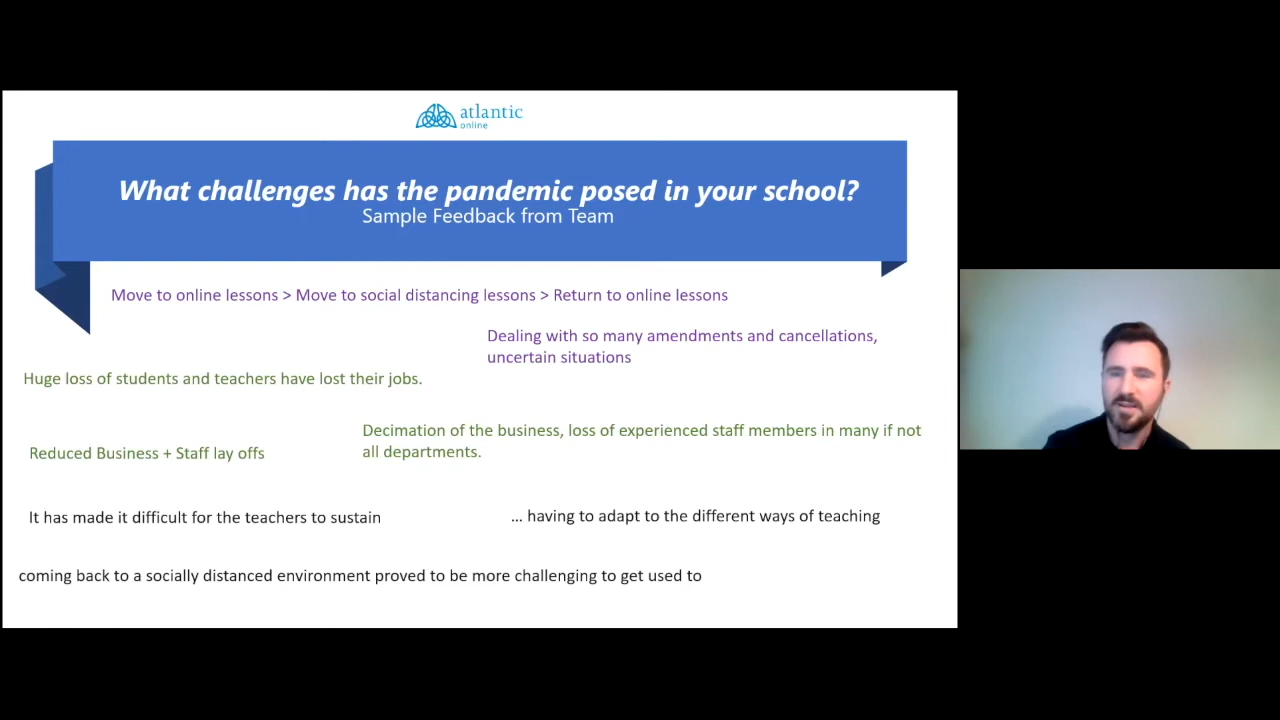 atlantic
online
What challenges has the pandemic posed in your school?
Sample Feedback from Team
Move to online lessons > Move to social distancing lessons > Return to online lessons
Dealing with so many amendments and cancellations,
uncertain situations
Huge loss of students and teachers have lost their jobs.
Decimation of the business, loss of experienced staff members in many if not
all departments.
Reduced Business + Staff lay offs
It has made it difficult for the teachers to sustain
... having to adapt to the different ways of teaching
coming back to a socially distanced environment proved to be more challenging to get used to